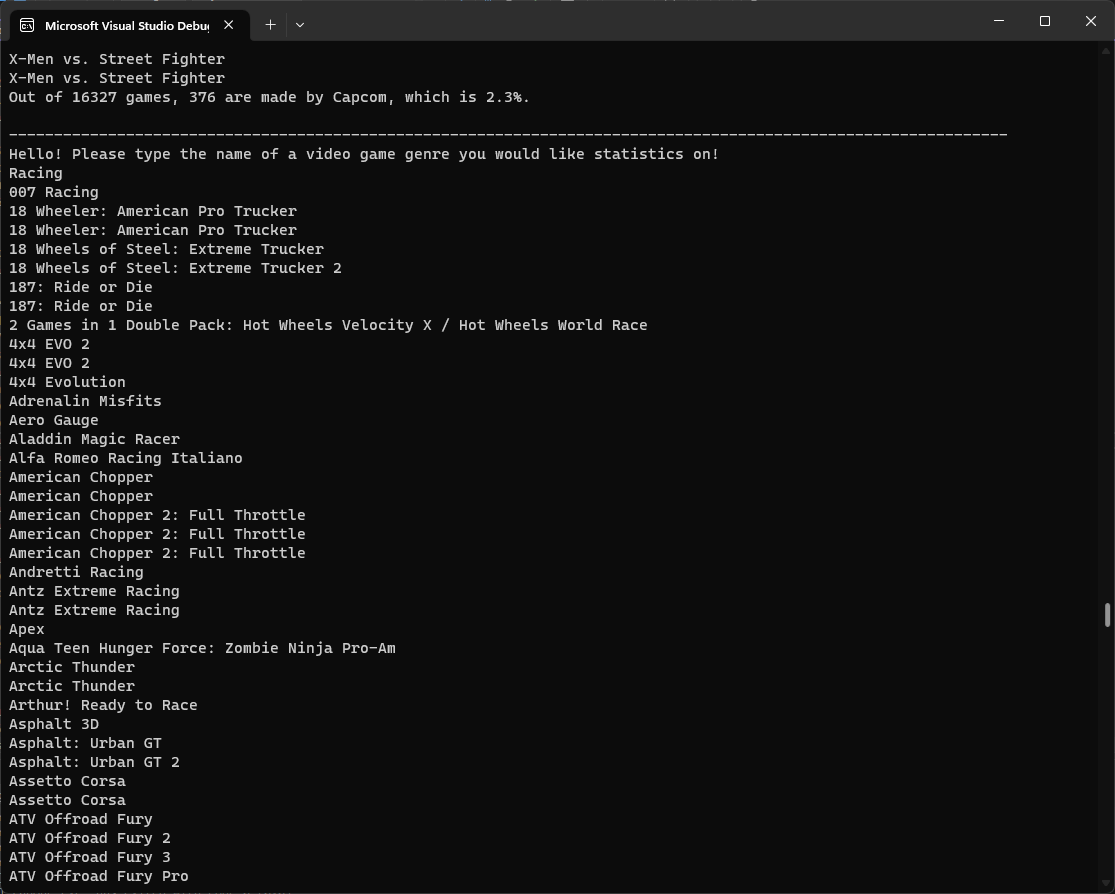 Microsoft Visual Studio Debug
X-Men vs. Street Fighter
X-Men vs. Street Fighter
Out of 16327 games, 376 are made by Capcom, which is 2.3%.
---------------------------------------------------------------------------------------------------------------
Hello! Please type the name of a video game genre you would like statistics on!
Racing
007 Racing
18 Wheeler: American Pro Trucker
18 Wheeler: American Pro Trucker
18 Wheels of Steel: Extreme Trucker
18 Wheels of Steel: Extreme Trucker 2
187: Ride or Die
187: Ride or Die
2 Games in 1 Double Pack: Hot Wheels Velocity X / Hot Wheels World Race
4x4 EVO 2
4x4 EVO 2
4x4 Evolution
Adrenalin Misfits
Aero Gauge
Aladdin Magic Racer
Alfa Romeo Racing Italiano
American Chopper
American Chopper
American Chopper 2: Full Throttle
American Chopper 2: Full Throttle
American Chopper 2: Full Throttle
Andretti Racing
Antz Extreme Racing
Antz Extreme Racing
Apex
Aqua Teen Hunger Force: Zombie Ninja Pro-Am
Arctic Thunder
Arctic Thunder
Arthur! Ready to Race
Asphalt 3D
Asphalt: Urban GT
Asphalt: Urban GT 2
Assetto Corsa
Assetto Corsa
ATV Offroad Fury
ATV Offroad Fury 2
ATV Offroad Fury 3
ATV Offroad Fury Pro